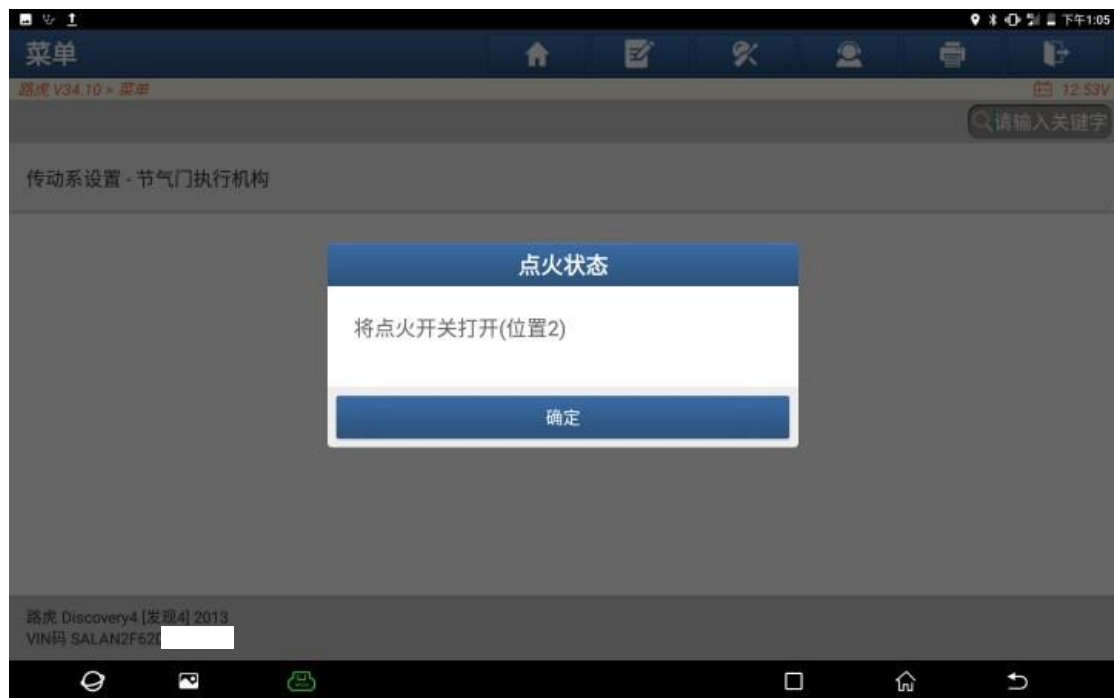 下午1:05
菜单
路虎 V34.10 > 菜单
12.53V
请输入关键字
传动系设置 - 节气门执行机构
点火状态
将点火开关打开(位置2)
确定
路虎 Discovery4 [发现4] 2013
VIN码 SALAN2F62D